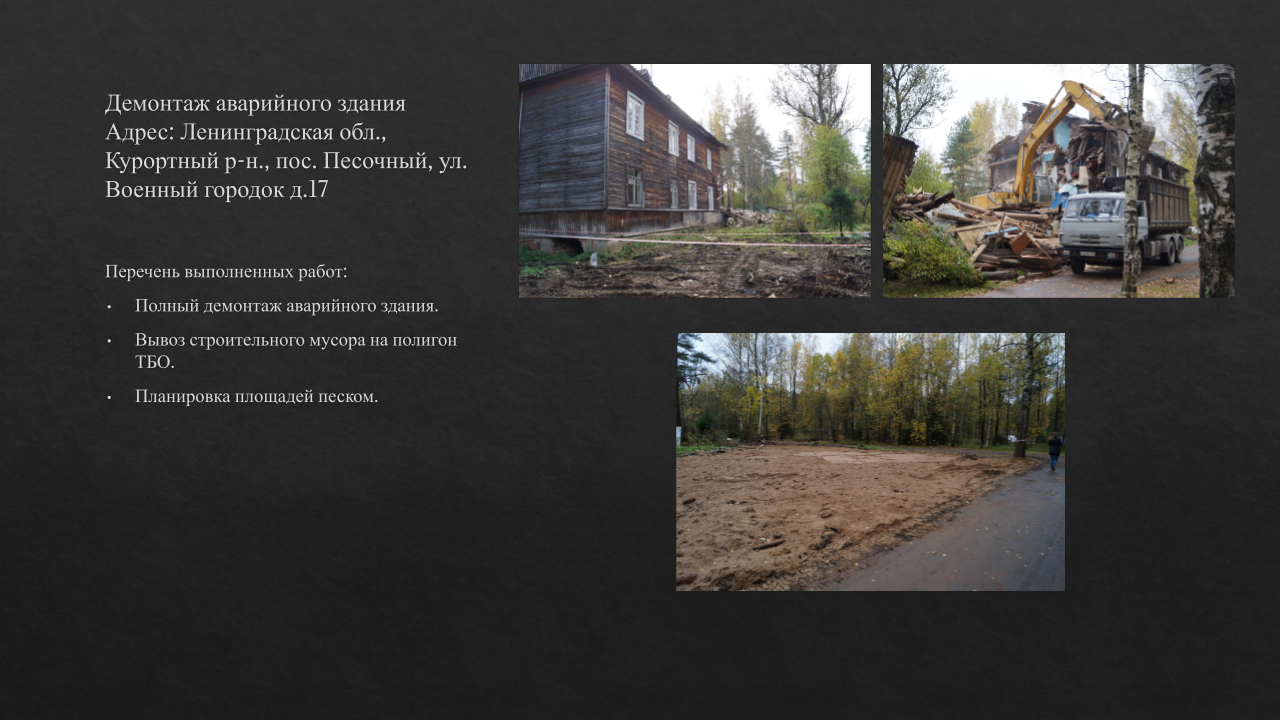 Демонтаж аварийного здания
Адрес: Ленинградская обл.,
Курортный р-н., пос. Песочный, ул.
Военный городок д.17
Перечень выполненных работ:
• Полный демонтаж аварийного здания.
• Вывоз строительного мусора на полигон
ТБО.
• Планировка площадей песком.